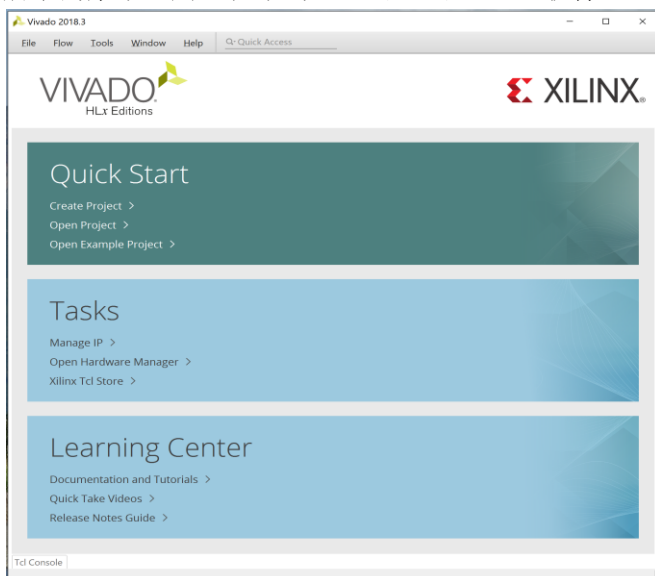 Vivado 2018.3
File Flow Tools Window Help Quick Access
VIVADO.
HLx Editions
XILINX®
Quick Start
Create Project >
Open Project >
Open Example Project >
Tasks
Manage IP >
Open Hardware Manager >
Xilinx Tcl Store >
Learning Center
Documentation and Tutorials >
Quick Take Videos >
Release Notes Guide >
Tcl Console